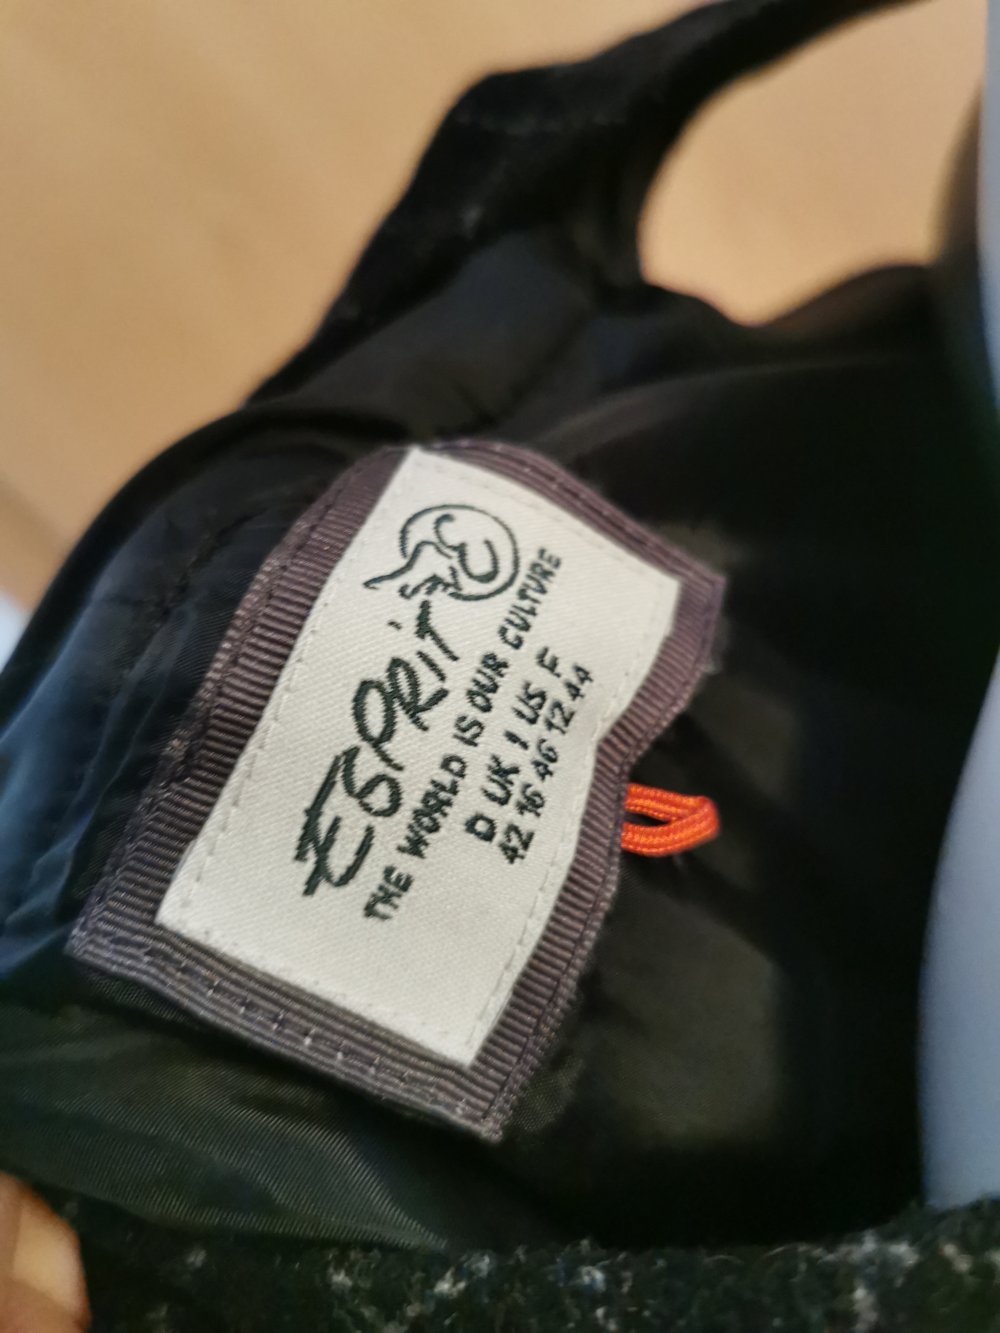 E
ESPRIT
THE WORLD IS OUR CULTURE
D UK I US F
42 16 46 12 44